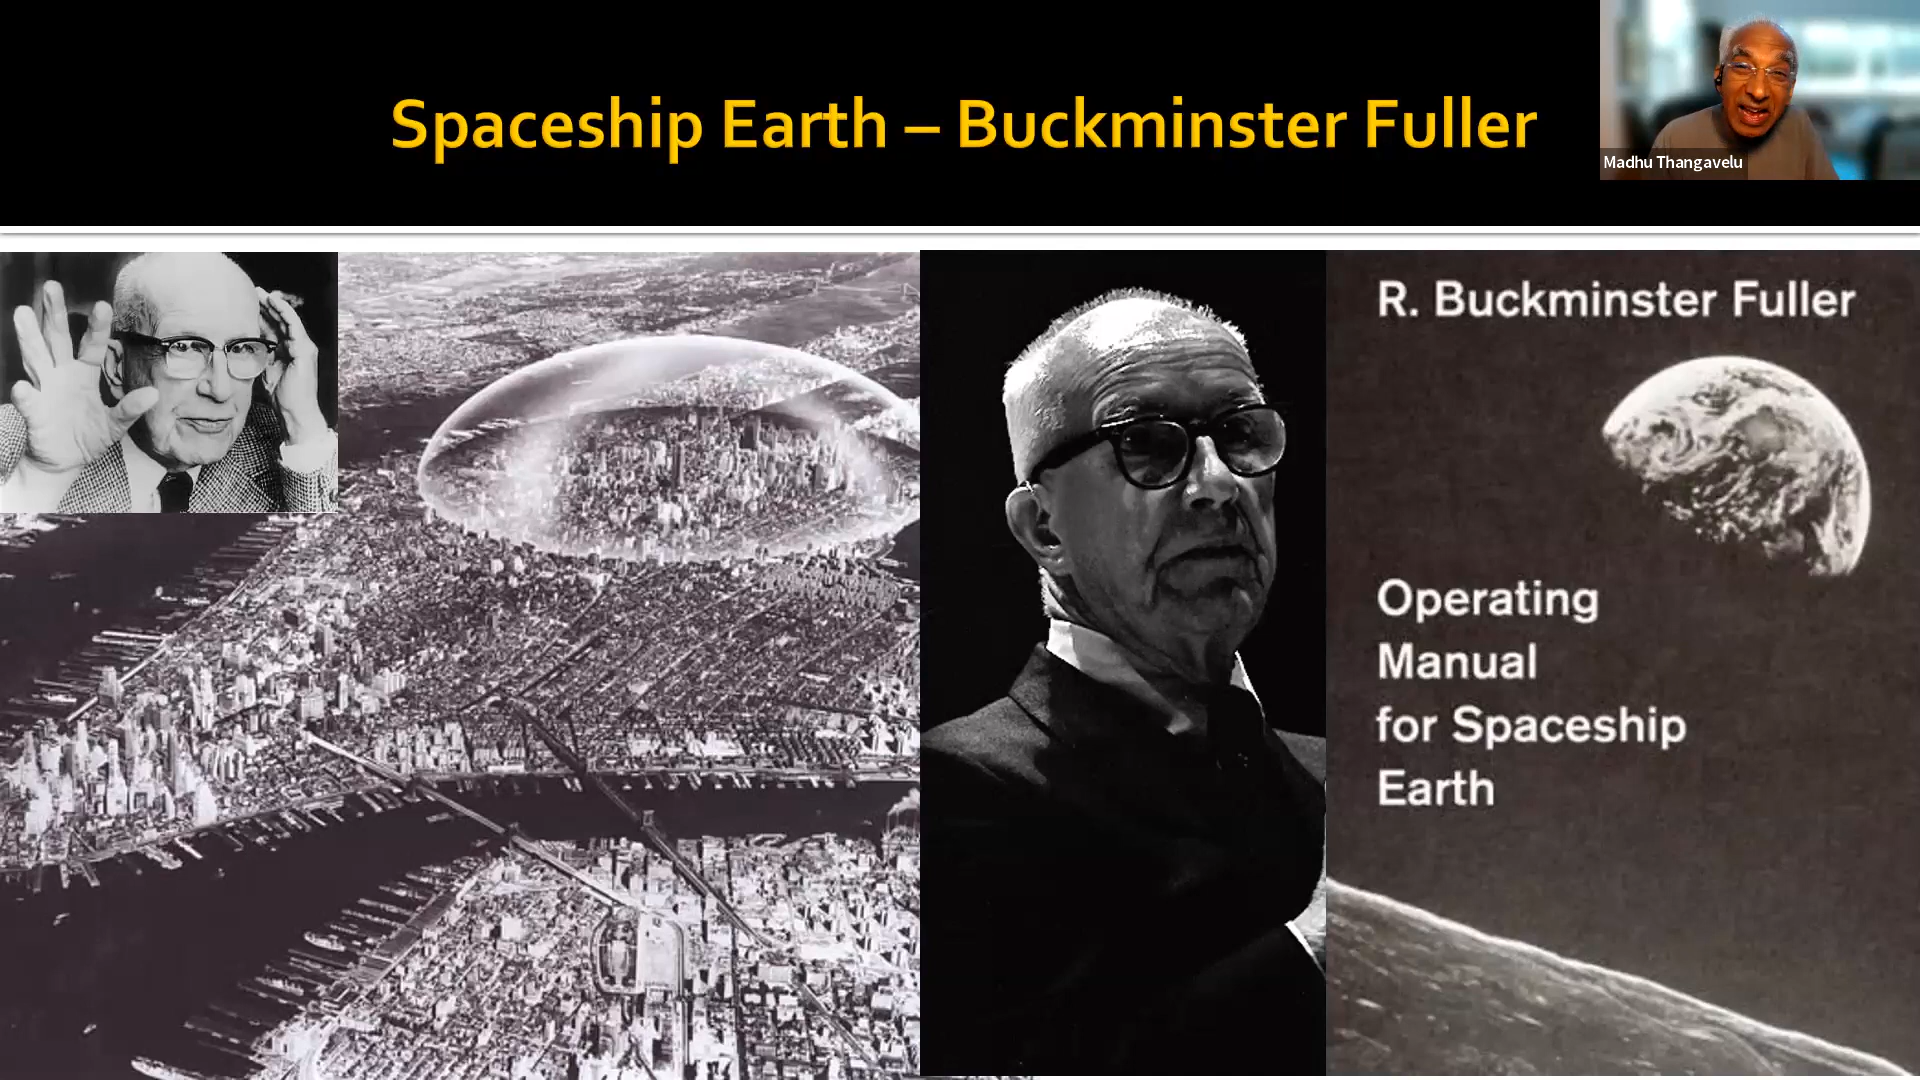 Spaceship Earth – Buckminster Fuller
Madhu Thangavelu
R. Buckminster Fuller
Operating
Manual
for Spaceship
Earth